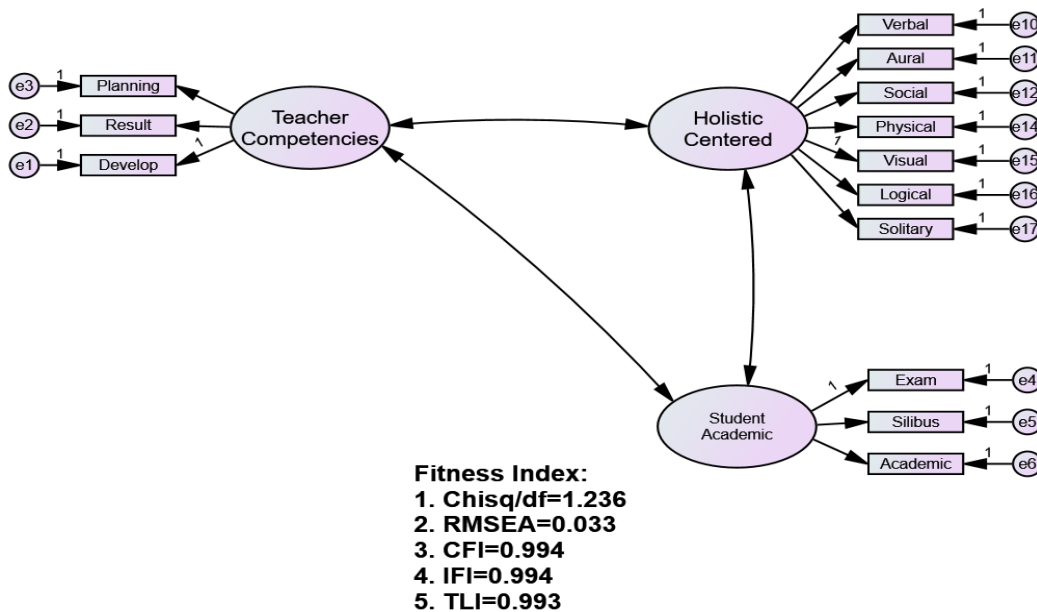 e3
1
Planning
e2
1
Result
e1
1
Develop
1
Teacher
Competencies
Holistic
Centered
1
Verbal
1
e10
Aural
1
e11
Social
1
e12
Physical
1
e14
Visual
1
e15
Logical
1
e16
Solitary
1
e17
Student
Academic
1
Exam
1
e4
Silibus
1
e5
Academic
1
e6
Fitness Index:
1. Chisq/df=1.236
2. RMSEA=0.033
3. CFI=0.994
4. IFI=0.994
5. TLI=0.993